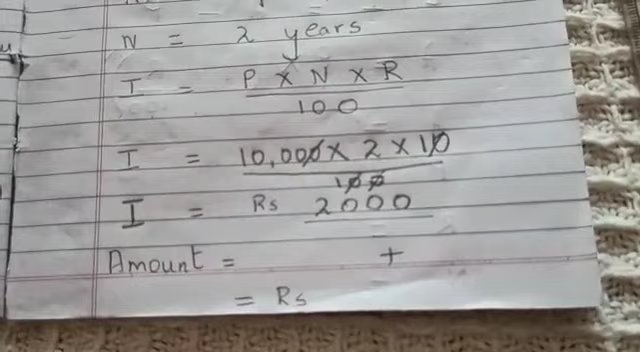 N = 2 years
I = P X N X R
100
I = 10,000 X 2 X 10
100
I = Rs 2000
Amount = +
= Rs